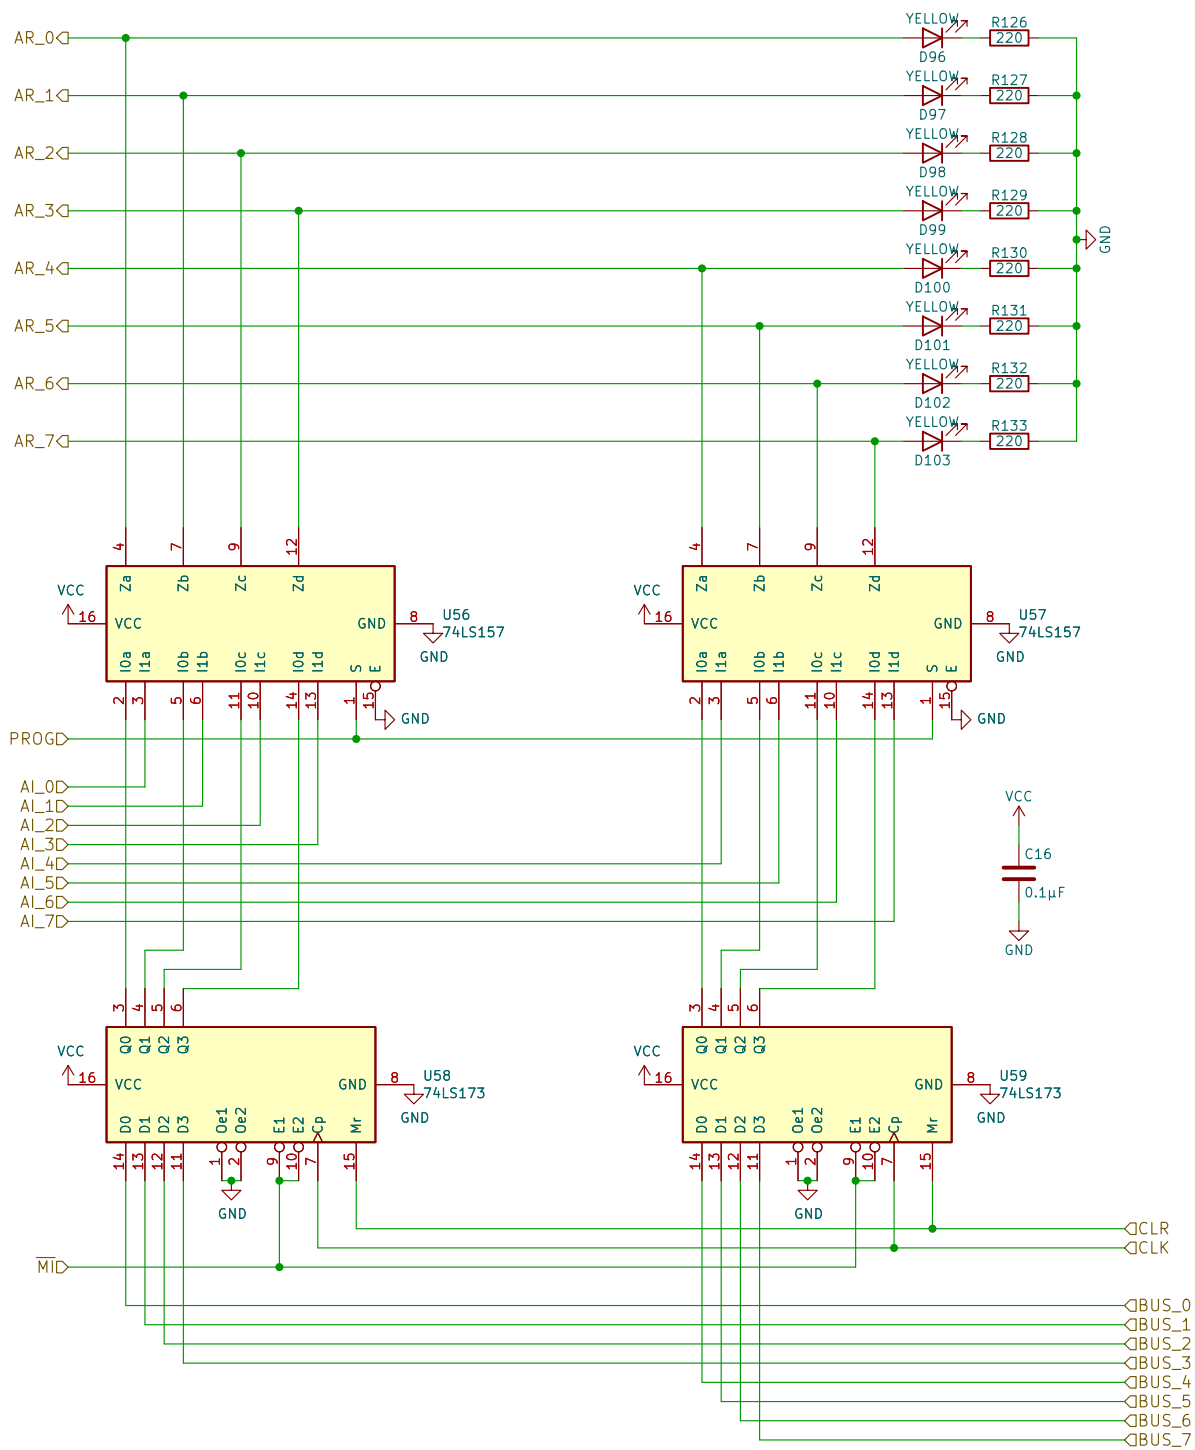 YELLOW
R126
AR_0
220
D96
YELLOW
R127
AR_1
220
D97
YELLOW
R128
AR_2
220
D98
YELLOW
R129
AR_3
220
D99
GND
YELLOW
R130
AR_4
220
D100
YELLOW
R131
AR_5
220
D101
YELLOW
R132
AR_6
220
D102
YELLOW
R133
AR_7
220
D103
4 7 9 12
Za Zb Zc Zd
VCC
16 VCC
GND 8
U56
74LS157
GND
I0a I1a I0b I1b I0c I1c I0d I1d S E
2 3 5 6 11 10 14 13 1 15
GND
4 7 9 12
Za Zb Zc Zd
VCC
16 VCC
GND 8
U57
74LS157
GND
I0a I1a I0b I1b I0c I1c I0d I1d S E
2 3 5 6 11 10 14 13 1 15
GND
PROG
AI_0
AI_1
AI_2
AI_3
AI_4
AI_5
AI_6
AI_7
VCC
C16
0.1µF
GND
3 4 5 6
Q0 Q1 Q2 Q3
VCC
16 VCC
GND 8
U58
74LS173
GND
D0 D1 D2 D3 Oe1 Oe2 E1 E2 Cp Mr
14 13 12 11 1 2 9 10 7 15
GND
3 4 5 6
Q0 Q1 Q2 Q3
VCC
16 VCC
GND 8
U59
74LS173
GND
D0 D1 D2 D3 Oe1 Oe2 E1 E2 Cp Mr
14 13 12 11 1 2 9 10 7 15
GND
CLR
CLK
M̅I̅
BUS_0
BUS_1
BUS_2
BUS_3
BUS_4
BUS_5
BUS_6
BUS_7